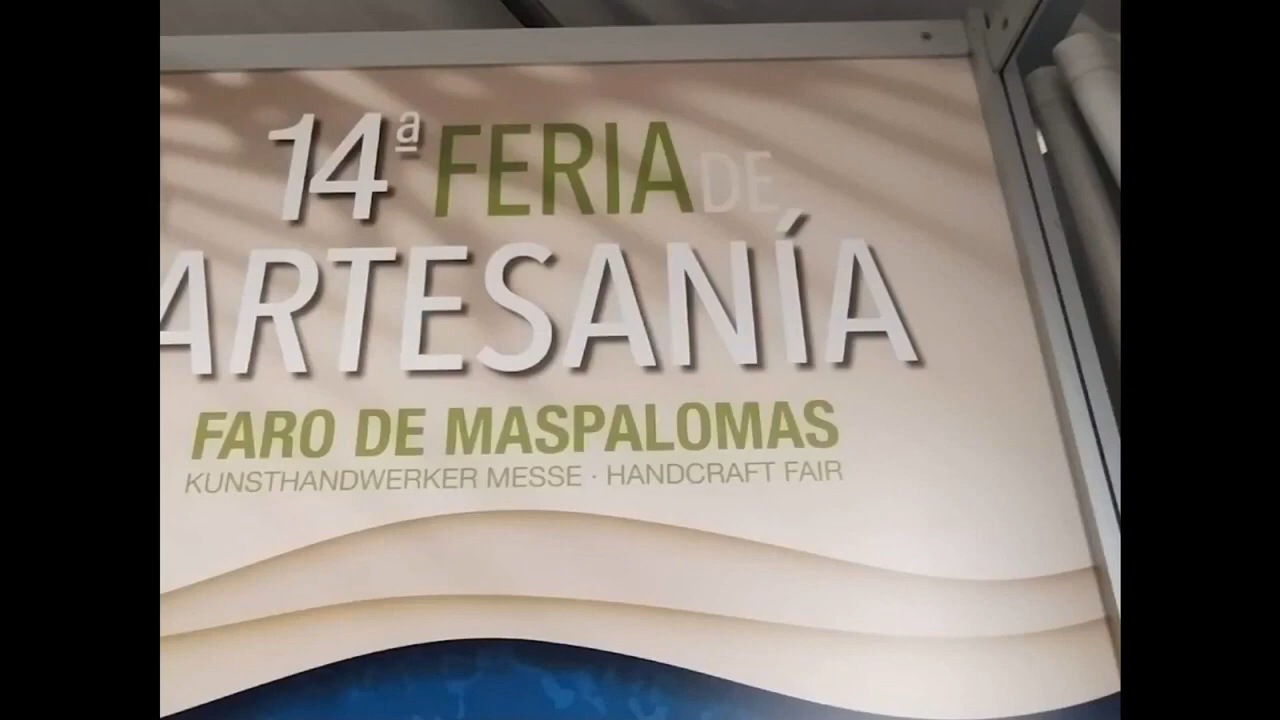 14ª FERIA DE
ARTESANÍA
FARO DE MASPALOMAS
KUNSTHANDWERKER MESSE · HANDCRAFT FAIR